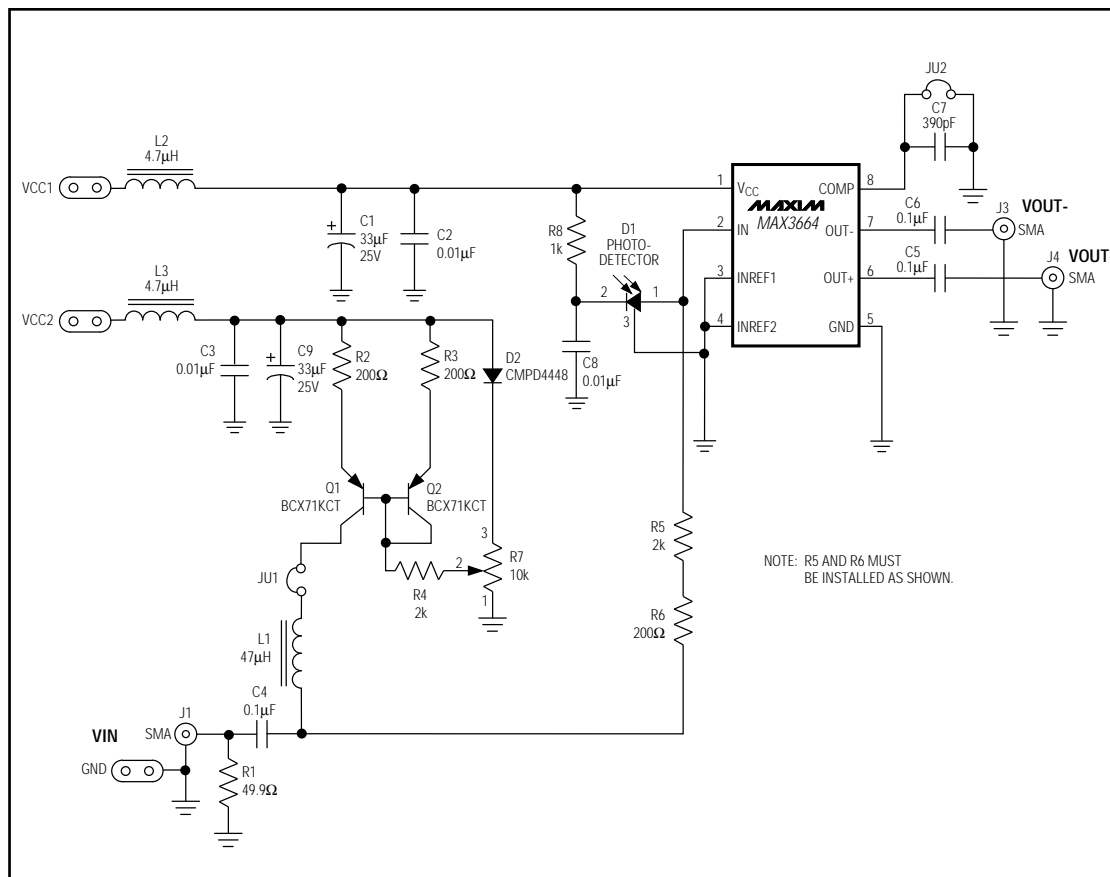 JU2
C7
390pF
L2
4.7µH
VCC1
1
VCC
COMP
8
MAXIM
MAX3664
C1
33µF
25V
+
C2
0.01µF
R8
1k
D1
PHOTO-
DETECTOR
2
IN
OUT-
7
C6
0.1µF
J3
VOUT-
SMA
C5
0.1µF
J4
VOUT
SMA
L3
4.7µH
2
1
3
3
INREF1
OUT+
6
4
INREF2
GND
5
VCC2
C3
0.01µF
+
C9
33µF
25V
R2
200Ω
R3
200Ω
D2
CMPD4448
C8
0.01µF
Q1
BCX71KCT
Q2
BCX71KCT
3
2
R7
10k
1
R4
2k
JU1
R5
2k
NOTE: R5 AND R6 MUST
BE INSTALLED AS SHOWN.
R6
200Ω
L1
47µH
C4
0.1µF
J1
VIN
SMA
GND
R1
49.9Ω